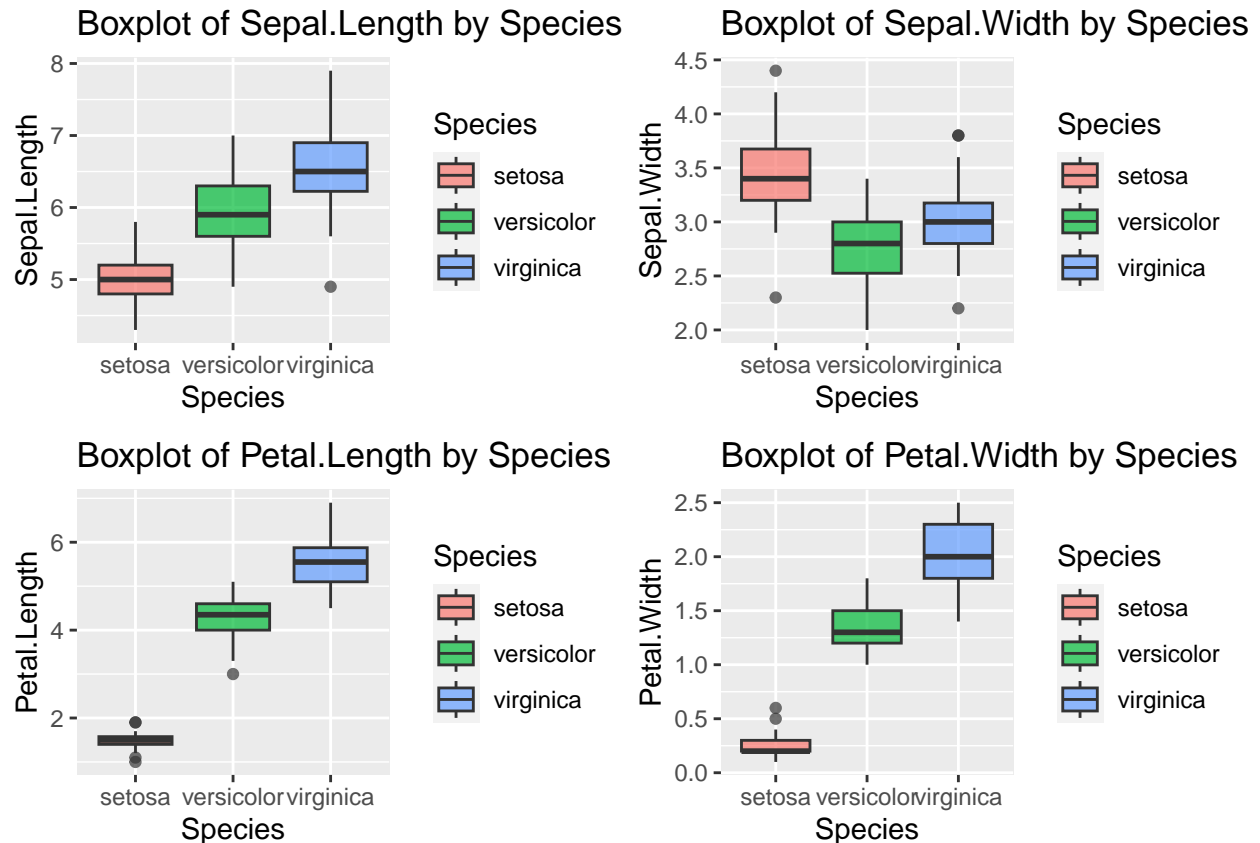 Boxplot of Sepal.Length by Species
8
7
6
5
Sepal.Length
setosa versicolor virginica
Species
Species
setosa
versicolor
virginica
Boxplot of Sepal.Width by Species
4.5
4.0
3.5
3.0
2.5
2.0
Sepal.Width
setosa versicolor virginica
Species
Species
setosa
versicolor
virginica
Boxplot of Petal.Length by Species
6
4
2
Petal.Length
setosa versicolor virginica
Species
Species
setosa
versicolor
virginica
Boxplot of Petal.Width by Species
2.5
2.0
1.5
1.0
0.5
0.0
Petal.Width
setosa versicolor virginica
Species
Species
setosa
versicolor
virginica